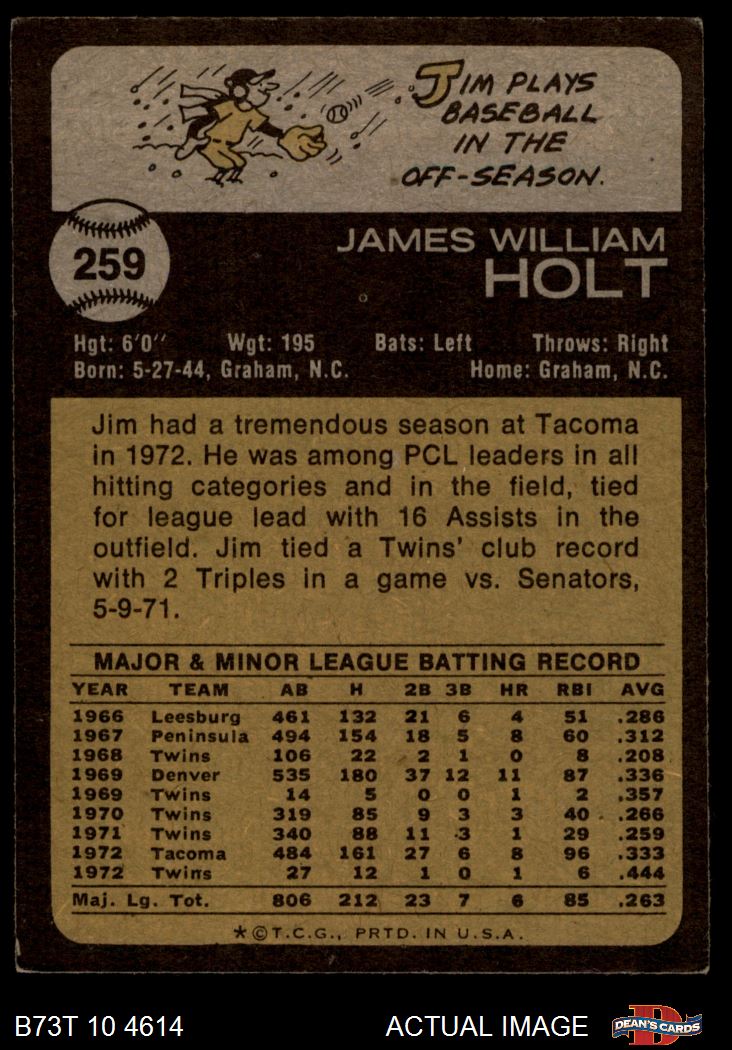 JIM PLAYS
BASEBALL
IN THE
OFF-SEASON.
259
JAMES WILLIAM
HOLT
Hgt: 6'0" Wgt: 195 Bats: Left Throws: Right
Born: 5-27-44, Graham, N.C. Home: Graham, N.C.
Jim had a tremendous season at Tacoma
in 1972. He was among PCL leaders in all
hitting categories and in the field, tied
for league lead with 16 Assists in the
outfield. Jim tied a Twins' club record
with 2 Triples in a game vs. Senators,
5-9-71.
MAJOR & MINOR LEAGUE BATTING RECORD
YEAR TEAM AB H 2B 3B HR RBI AVG
1966 Leesburg 461 132 21 6 4 51 .286
1967 Peninsula 494 154 18 5 8 60 .312
1968 Twins 106 22 2 1 0 8 .208
1969 Denver 535 180 37 12 11 87 .336
1969 Twins 14 5 0 0 1 2 .357
1970 Twins 319 85 9 3 3 40 .266
1971 Twins 340 88 11 3 1 29 .259
1972 Tacoma 484 161 27 6 8 96 .333
1972 Twins 27 12 1 0 1 6 .444
Maj. Lg. Tot. 806 212 23 7 6 85 .263
*©T.C.G., PRTD. IN U.S.A.
B73T 10 4614 ACTUAL IMAGE D DEAN'S CARDS